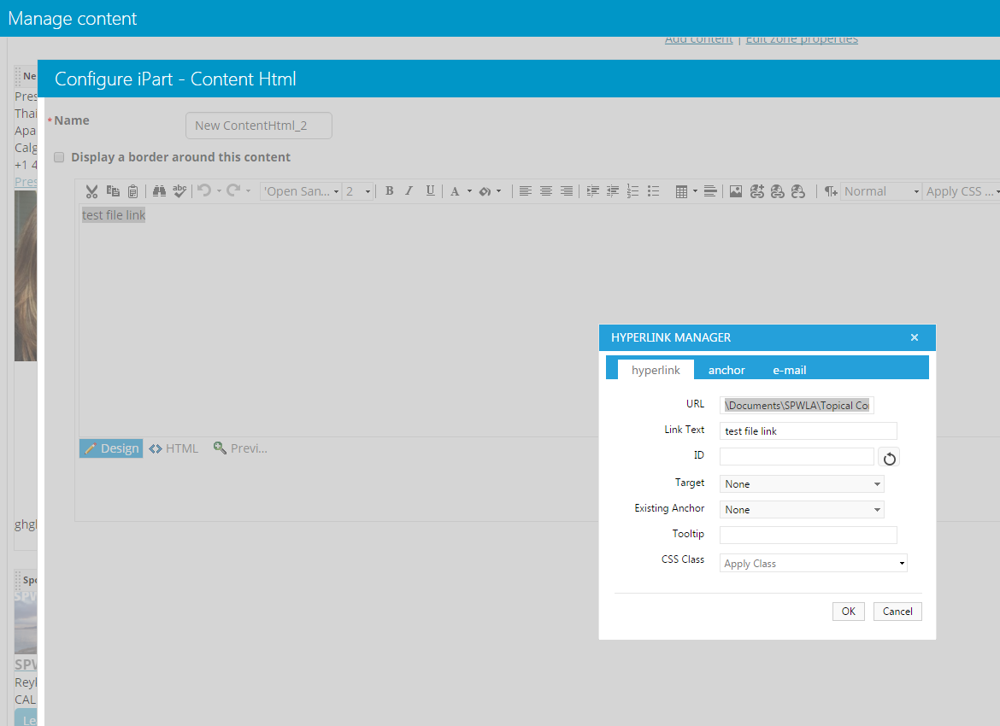 Manage content
Add content | Edit zone properties
Configure iPart - Content Html
Ne
Pres
Thai
Apa
Calg
+1 4
Pres
* Name
New ContentHtml_2
Display a border around this content
abc
'Open San... 2 B I U A Normal Apply CSS ...
test file link
HYPERLINK MANAGER
hyperlink anchor e-mail
URL \Documents\SPWLA\Topical Co
Link Text test file link
ID
Target None
Existing Anchor None
Tooltip
CSS Class Apply Class
OK Cancel
Design HTML Previ...
ghgl
Spo
SPW
SPW
Reyl
CAL
Le